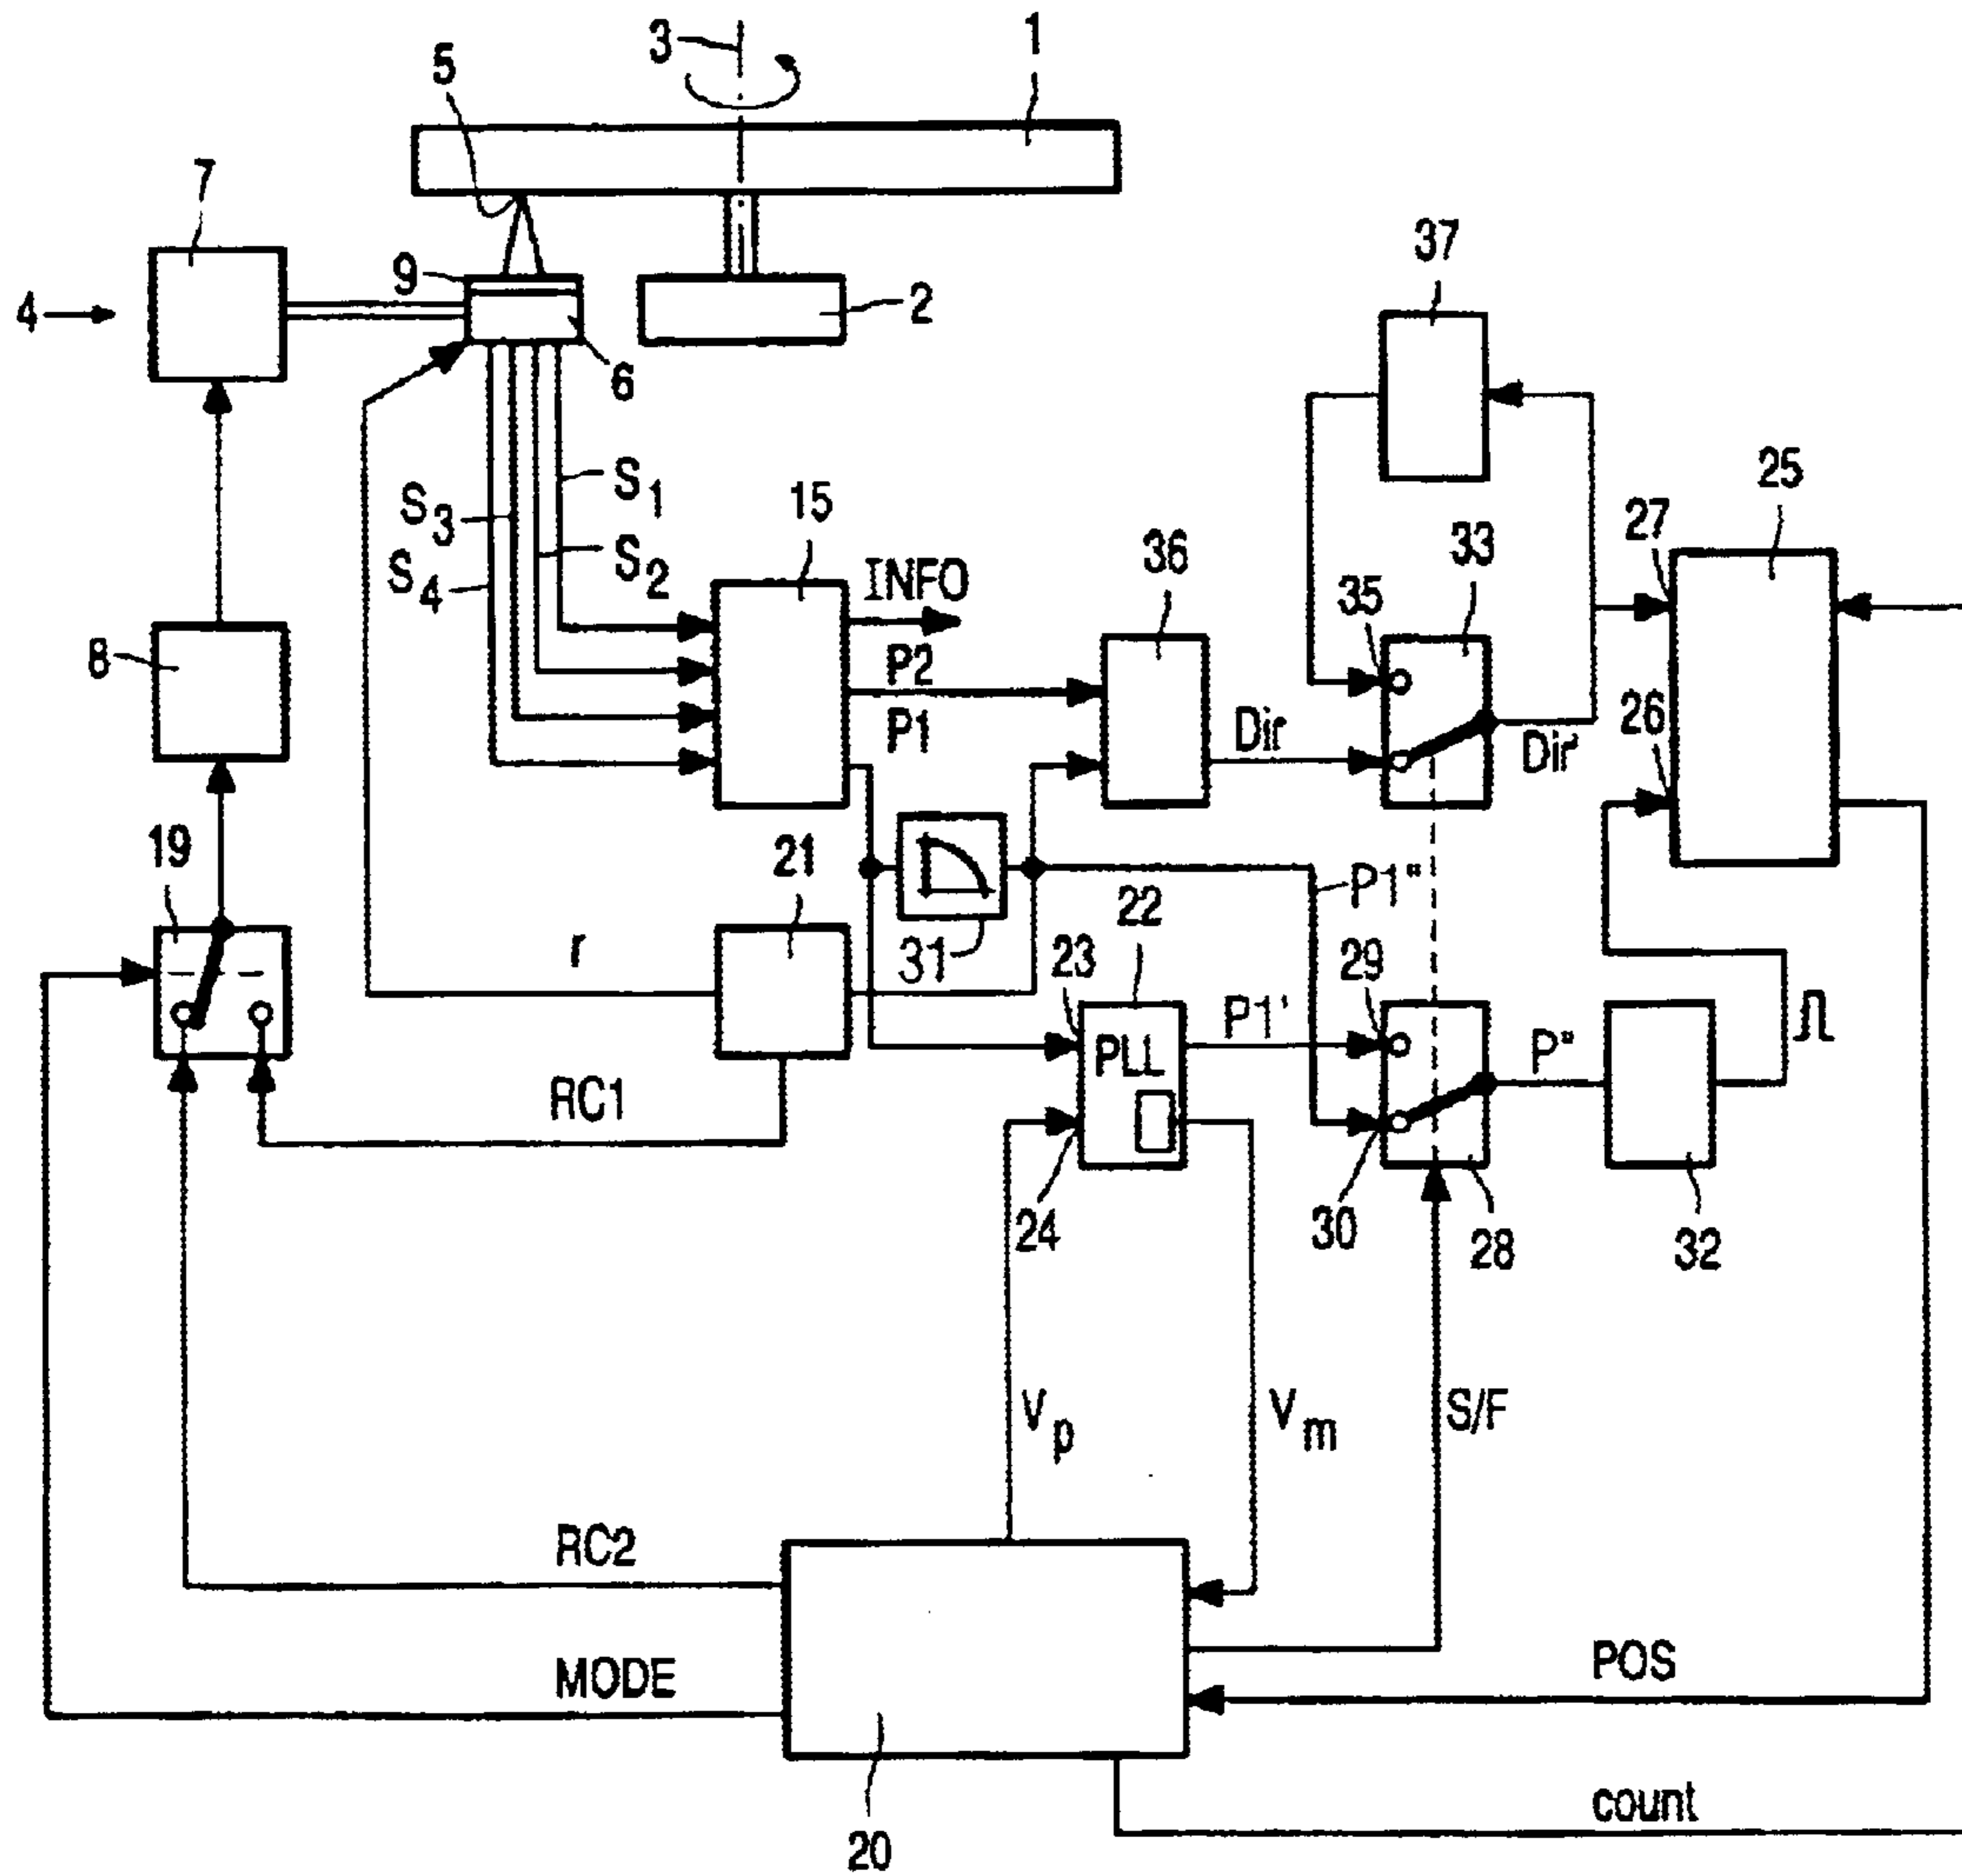 3
1
5
7
37
9
4
2
6
S1
S3
S2
S4
15
INFO
36
35
33
27
25
8
P2
P1
Dir
Dir'
26
19
21
22
P1"
31
r
23
29
PLL
P1'
P"
RC1
24
30
28
32
Vp
Vm
S/F
RC2
POS
MODE
count
20